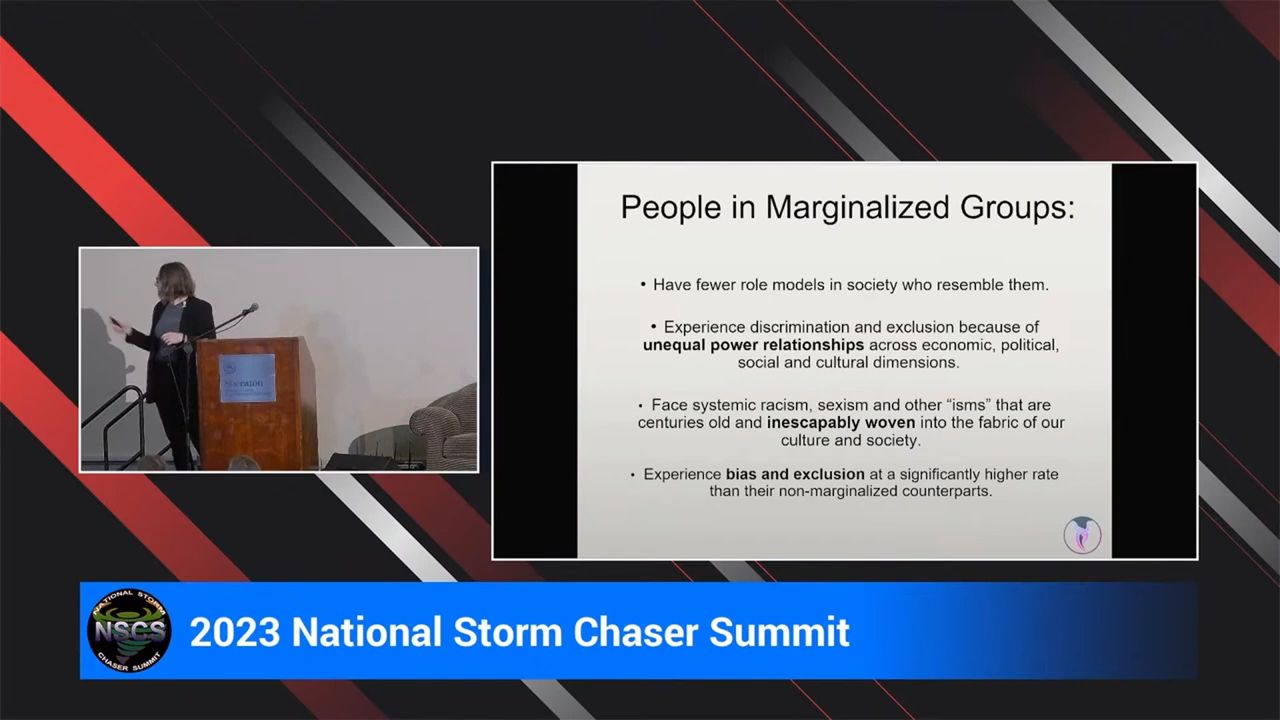 People in Marginalized Groups:
• Have fewer role models in society who resemble them.
• Experience discrimination and exclusion because of
unequal power relationships across economic, political,
social and cultural dimensions.
• Face systemic racism, sexism and other “isms” that are
centuries old and inescapably woven into the fabric of our
culture and society.
• Experience bias and exclusion at a significantly higher rate
than their non-marginalized counterparts.
Sheraton
NATIONAL STORM
NSCS
CHASER SUMMIT
2023 National Storm Chaser Summit